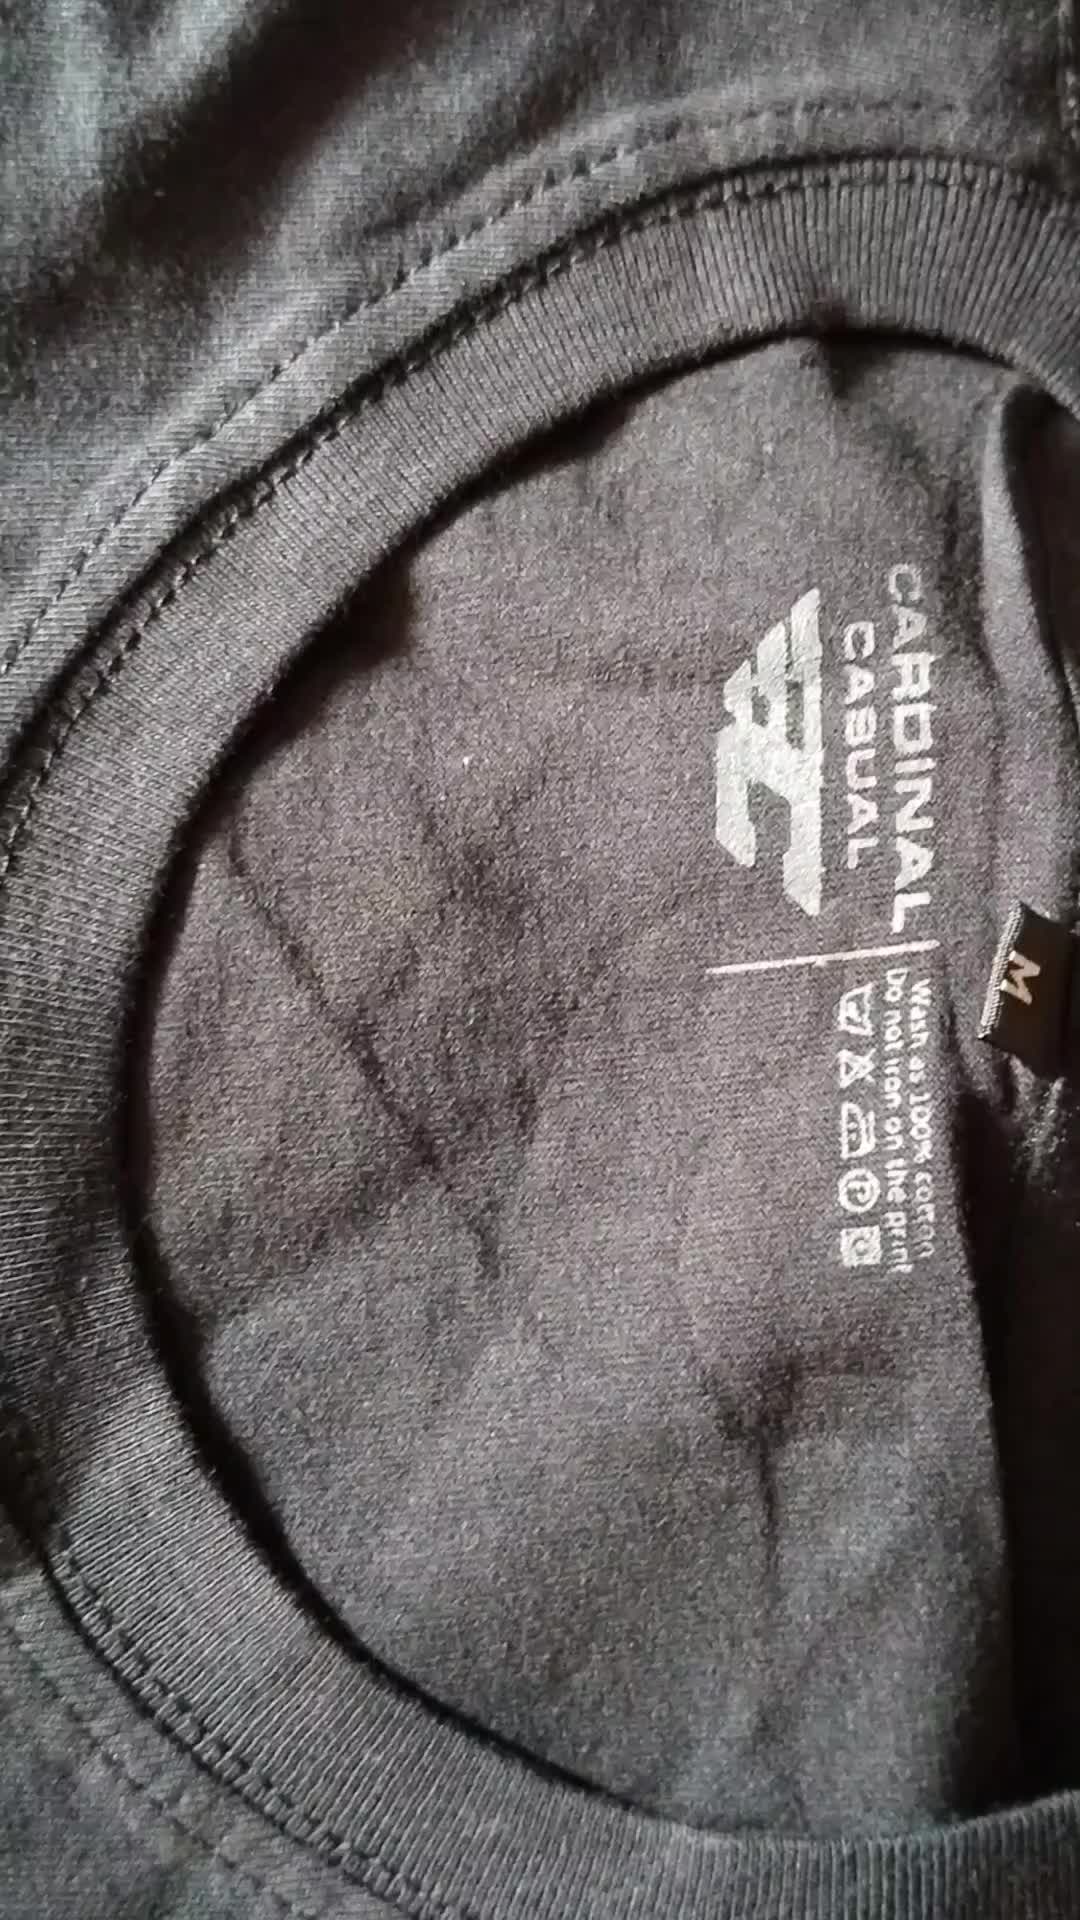 CARDINAL
CASUAL
Wash as 100% cotton
Do not iron on the print
M